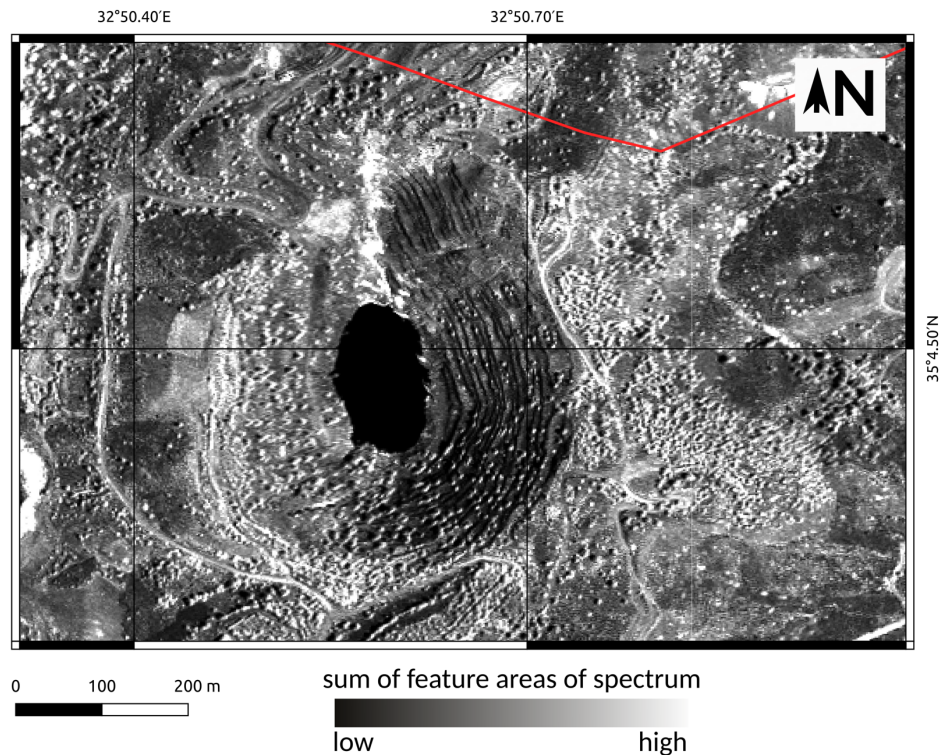 32°50.40′E 32°50.70′E
N
35°4.50′N
0 100 200 m
sum of feature areas of spectrum
low high